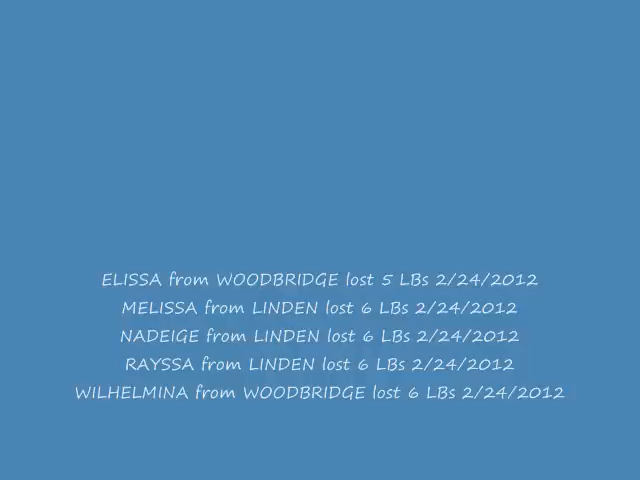 ELISSA from WOODBRIDGE lost 5 LBs 2/24/2012
MELISSA from LINDEN lost 6 LBs 2/24/2012
NADEIGE from LINDEN lost 6 LBs 2/24/2012
RAYSSA from LINDEN lost 6 LBs 2/24/2012
WILHELMINA from WOODBRIDGE lost 6 LBs 2/24/2012